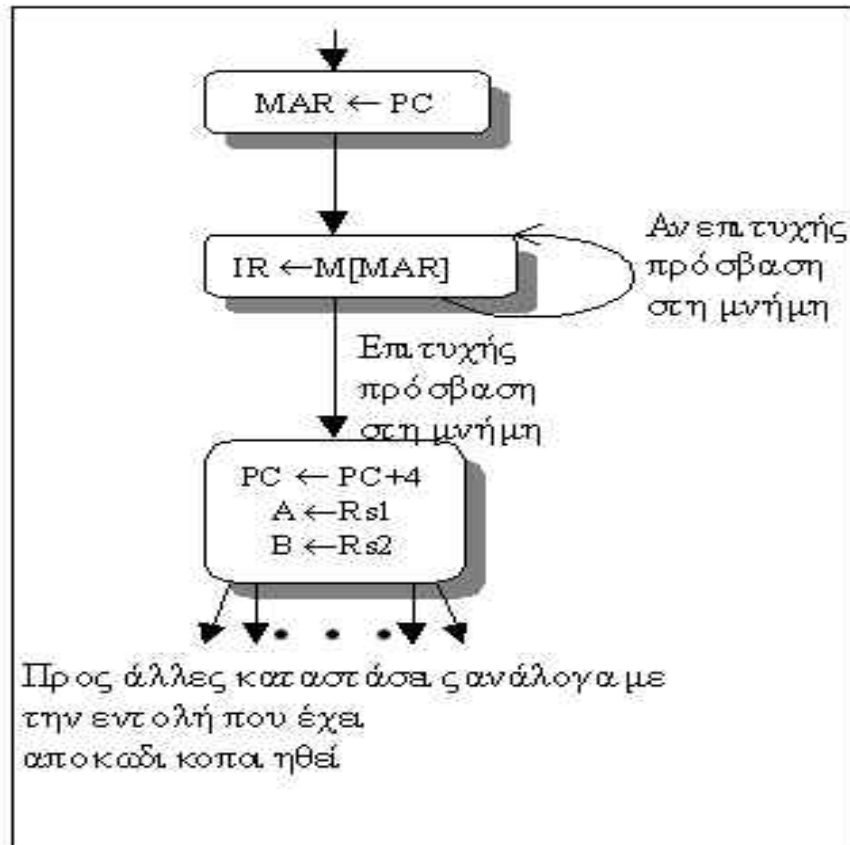 MAR ← PC
IR ←M[MAR]
Ανεπιτυχής
πρόσβαση
στη μνήμη
Επιτυχής
πρόσβαση
στη μνήμη
PC ← PC+4
A ←Rs1
B ←Rs2
Προς άλλες καταστάσεις ανάλογα με
την εντολή που έχει
αποκωδικοποιηθεί